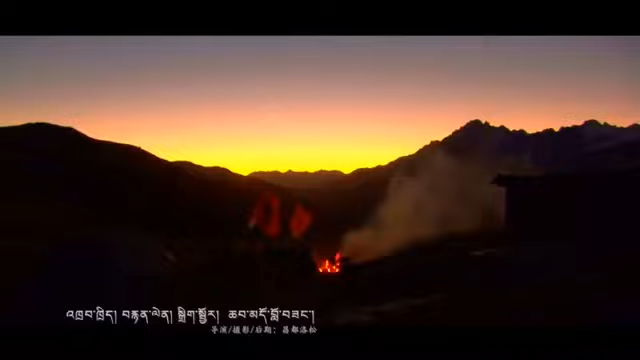 འཁྲབ་ཁྲིད། བརྙན་ལེན། སྒྲིག་སྦྱོར། ཆབ་མདོ་བློ་བཟང་།
导演/摄影/后期：昌都洛松